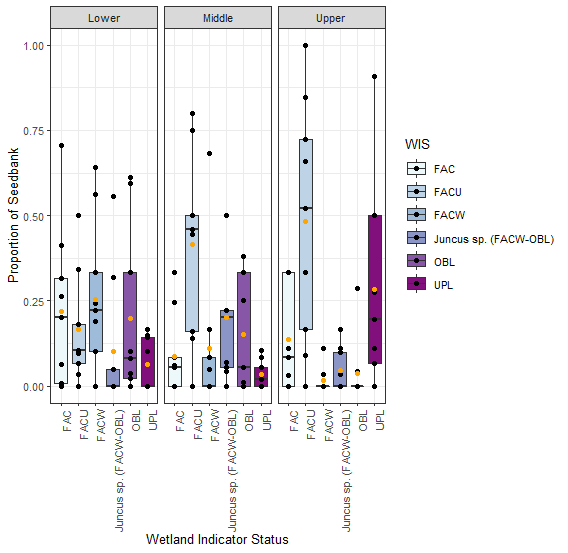 Lower
Middle
Upper
Proportion of Seedbank
1.00
0.75
0.50
0.25
0.00
FAC
FACU
FACW
Juncus sp. (FACW-OBL)
OBL
UPL
FAC
FACU
FACW
Juncus sp. (FACW-OBL)
OBL
UPL
FAC
FACU
FACW
Juncus sp. (FACW-OBL)
OBL
UPL
Wetland Indicator Status
WIS
FAC
FACU
FACW
Juncus sp. (FACW-OBL)
OBL
UPL